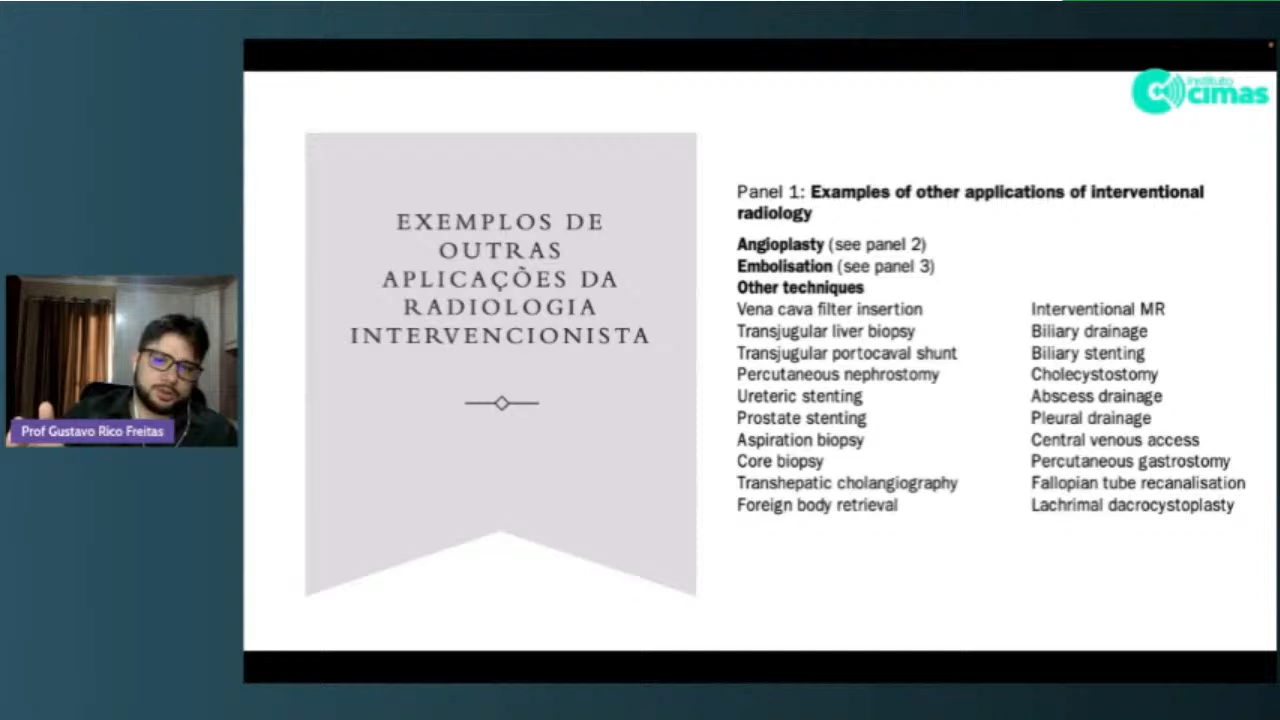 instituto
cimas
EXEMPLOS DE
OUTRAS
APLICAÇÕES DA
RADIOLOGIA
INTERVENCIONISTA
Panel 1: Examples of other applications of interventional
radiology
Angioplasty (see panel 2)
Embolisation (see panel 3)
Other techniques
Vena cava filter insertion
Transjugular liver biopsy
Transjugular portocaval shunt
Percutaneous nephrostomy
Ureteric stenting
Prostate stenting
Aspiration biopsy
Core biopsy
Transhepatic cholangiography
Foreign body retrieval
Interventional MR
Biliary drainage
Biliary stenting
Cholecystostomy
Abscess drainage
Pleural drainage
Central venous access
Percutaneous gastrostomy
Fallopian tube recanalisation
Lachrimal dacrocystoplasty
Prof Gustavo Rico Freitas